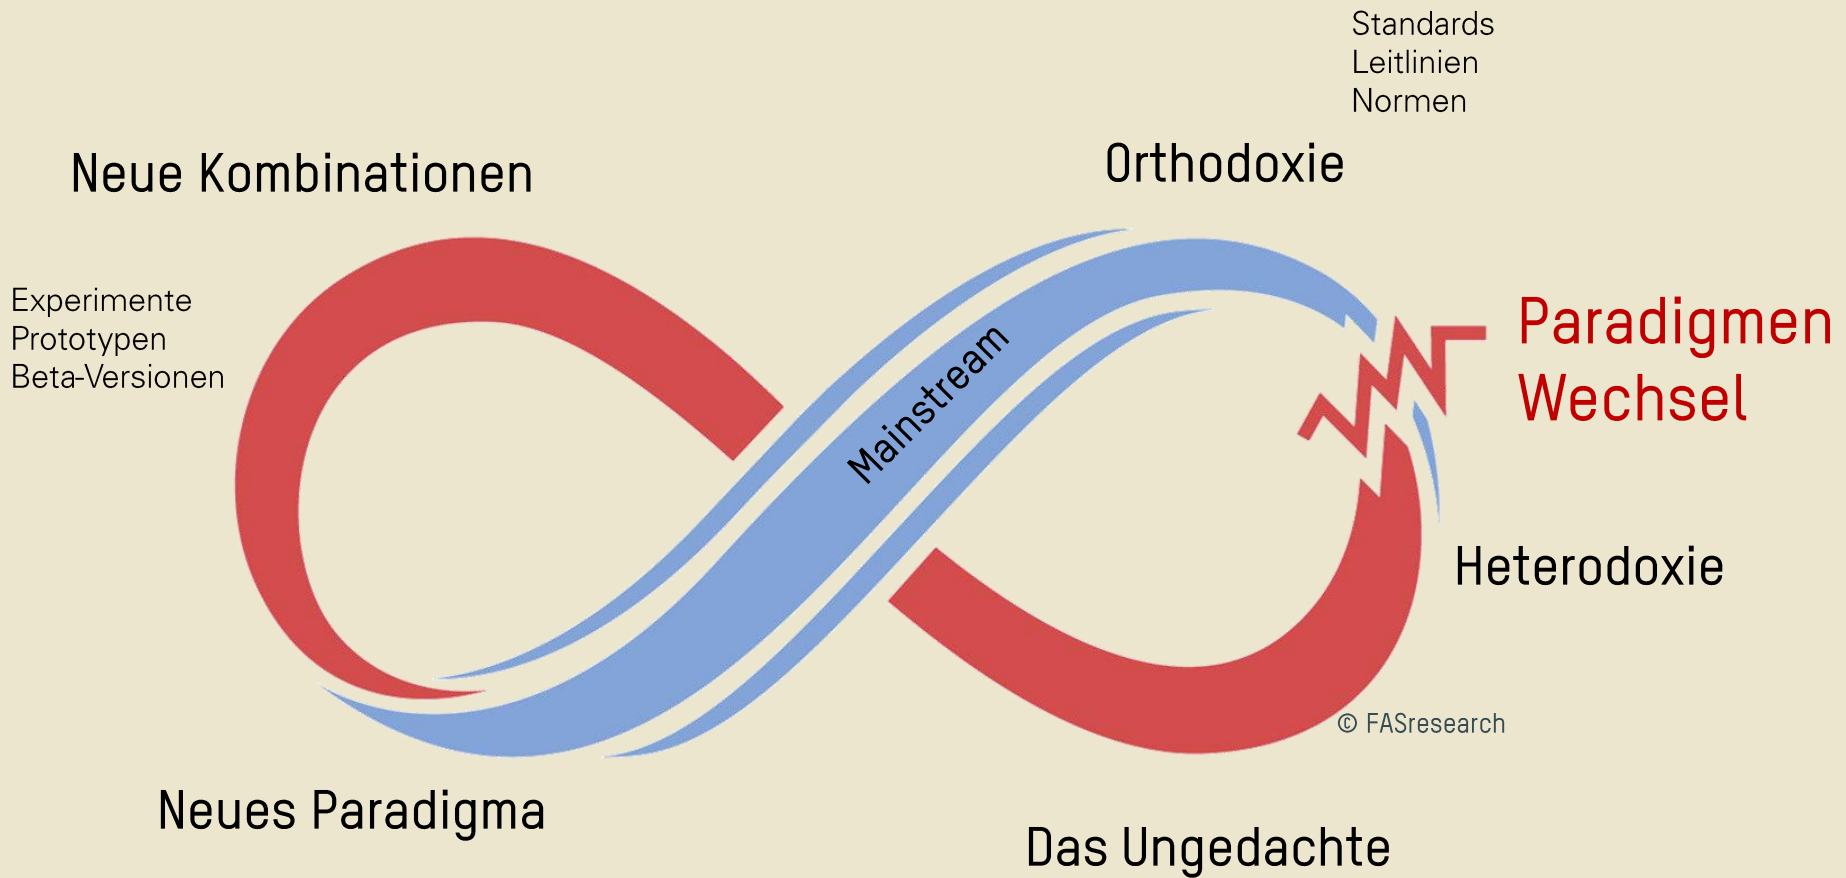 Standards
Leitlinien
Normen
Neue Kombinationen
Orthodoxie
Experimente
Prototypen
Beta-Versionen
Paradigmen
Wechsel
Mainstream
Heterodoxie
© FASresearch
Neues Paradigma
Das Ungedachte